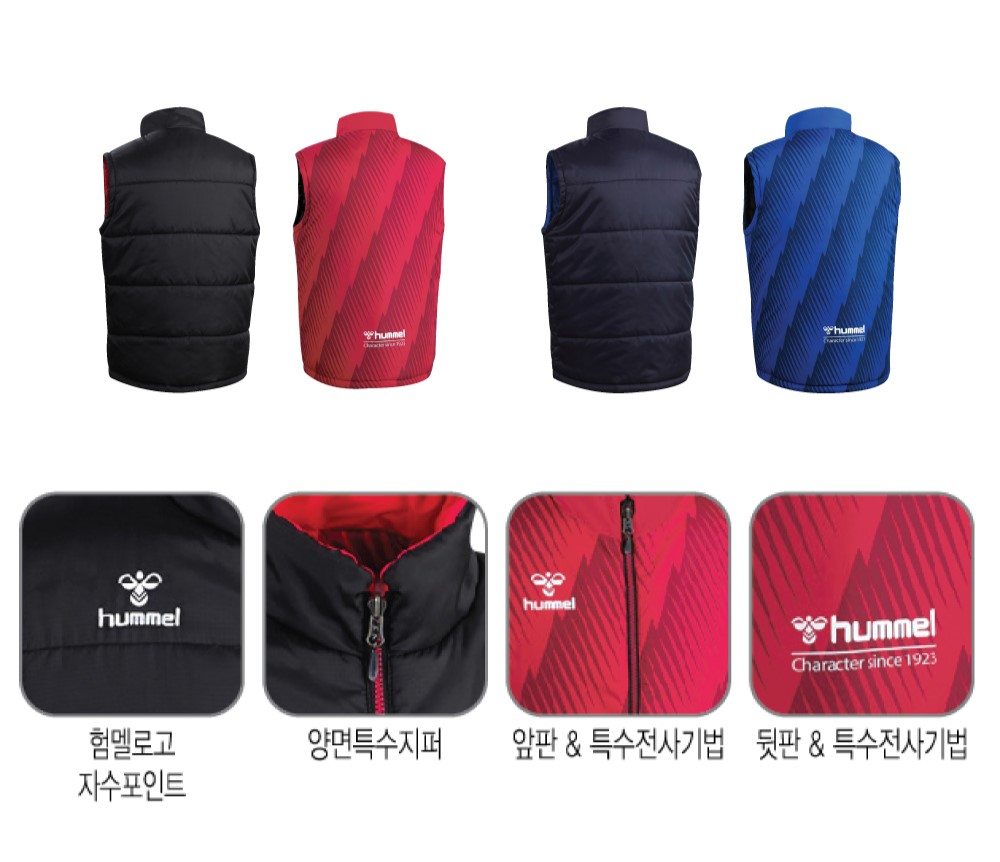 hummel
Character since 1923
hummel
Character since 1923
hummel
hummel
hummel
Character since 1923
험멜로고
자수포인트
양면특수지퍼
앞판 & 특수전사기법
뒷판 & 특수전사기법